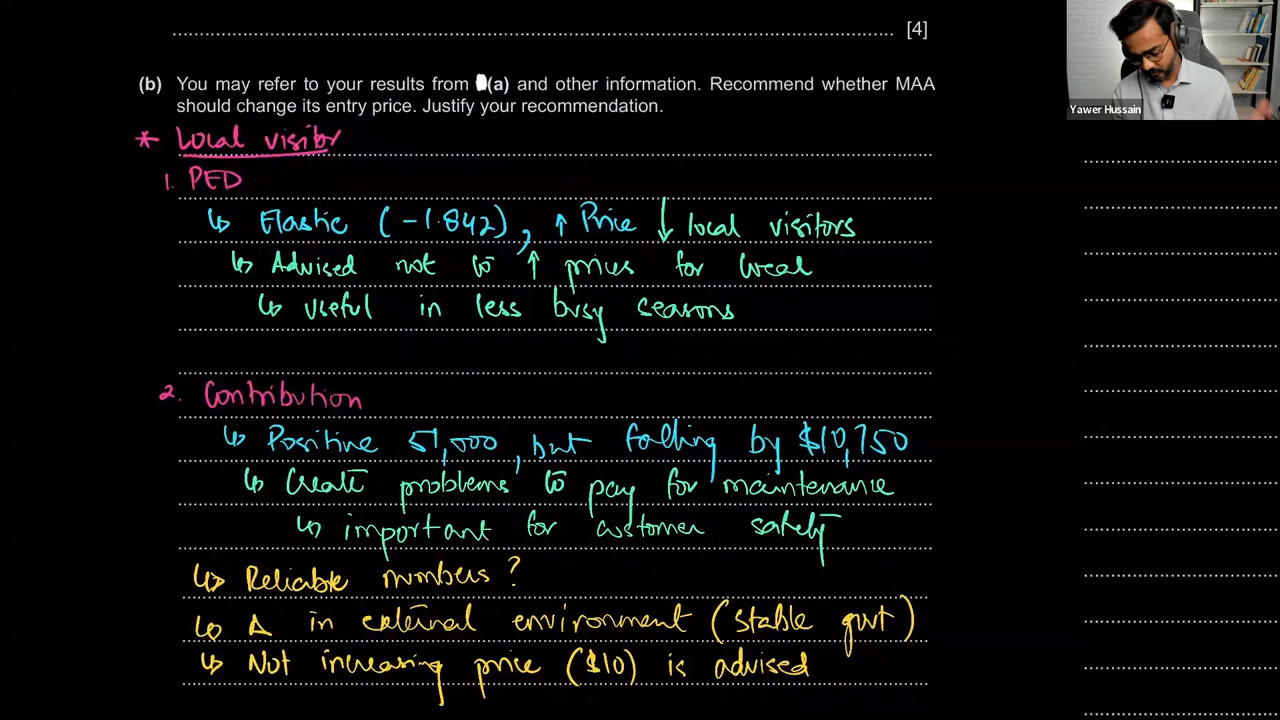 [4]
Yawer Hussain
(b) You may refer to your results from (a) and other information. Recommend whether MAA
should change its entry price. Justify your recommendation.
* Local visitor
1. PED
↳ Elastic (-1.842), ↑ Price ↓ local visitors
↳ Advised not to ↑ prices for local
↳ Useful in less busy seasons
2. Contribution
↳ Positive 51,000, but falling by $10,750
↳ Create problems to pay for maintenance
↳ important for customer safety
↳ Reliable numbers?
↳ Δ in external environment (stable govt)
↳ Not increasing price ($10) is advised